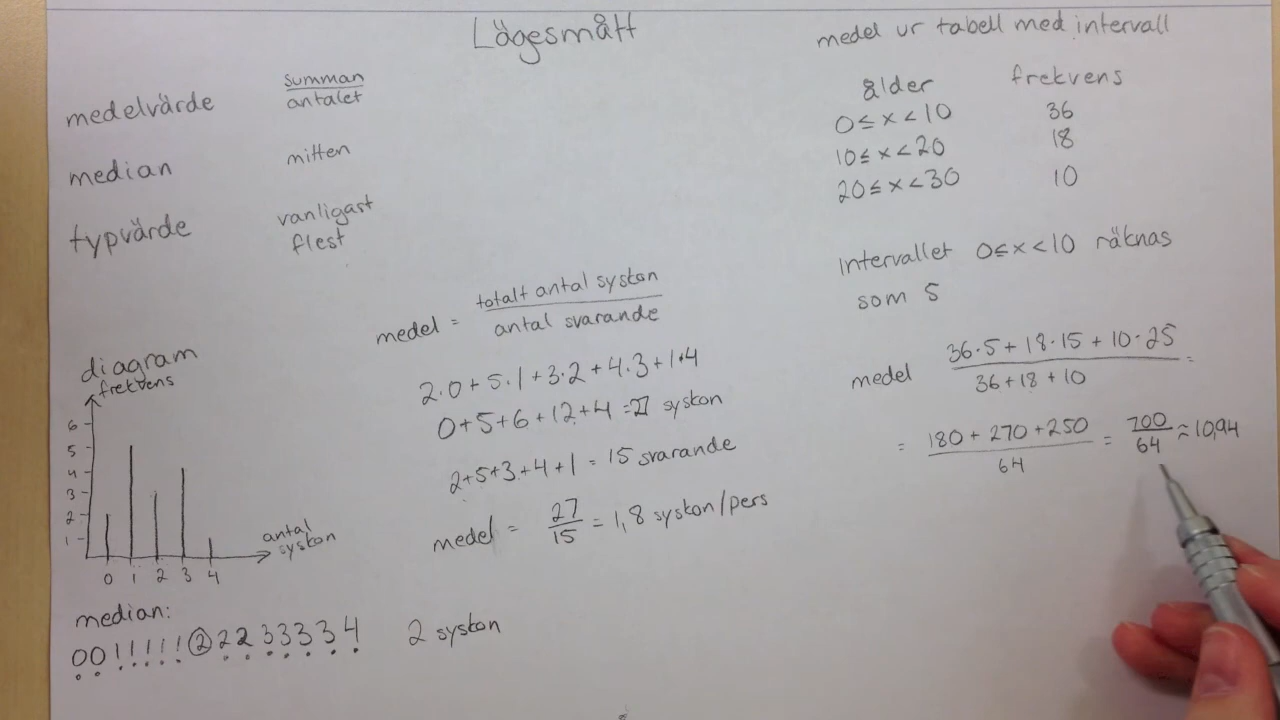 Lägesmått
medelvärde summan
antalet
median mitten
typvärde vanligast
flest
diagram
frekvens
6
5
4
3
2
1
0 1 2 3 4
antal
syskon
median:
0 0 1 1 1 1 1 2 2 2 3 3 3 3 4 2 syskon
medel = totalt antal syskon
antal svarande
2·0 + 5·1 + 3·2 + 4·3 + 1·4
0+5+6+12+4 = 27 syskon
2+5+3+4+1 = 15 svarande
medel = 27/15 = 1,8 syskon/pers
medel ur tabell med intervall
ålder frekvens
0 ≤ x < 10 36
10 ≤ x < 20 18
20 ≤ x < 30 10
Intervallet 0 ≤ x < 10 räknas
som 5
medel 36·5 + 18·15 + 10·25 =
36 + 18 + 10
= 180 + 270 + 250 = 700 ≈ 10,94
64 64